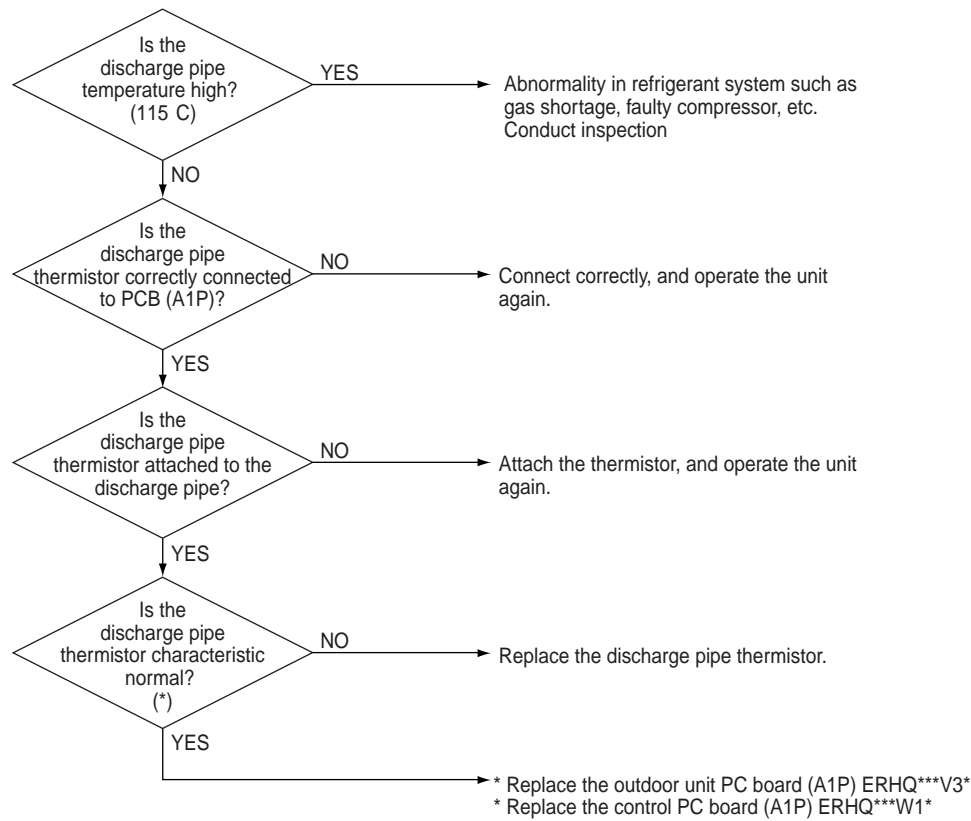 Is the
discharge pipe
temperature high?
(115 C)
YES
Abnormality in refrigerant system such as
gas shortage, faulty compressor, etc.
Conduct inspection
NO
Is the
discharge pipe
thermistor correctly connected
to PCB (A1P)?
NO
Connect correctly, and operate the unit
again.
YES
Is the
discharge pipe
thermistor attached to the
discharge pipe?
NO
Attach the thermistor, and operate the unit
again.
YES
Is the
discharge pipe
thermistor characteristic
normal?
(*)
NO
Replace the discharge pipe thermistor.
YES
* Replace the outdoor unit PC board (A1P) ERHQ***V3*
* Replace the control PC board (A1P) ERHQ***W1*